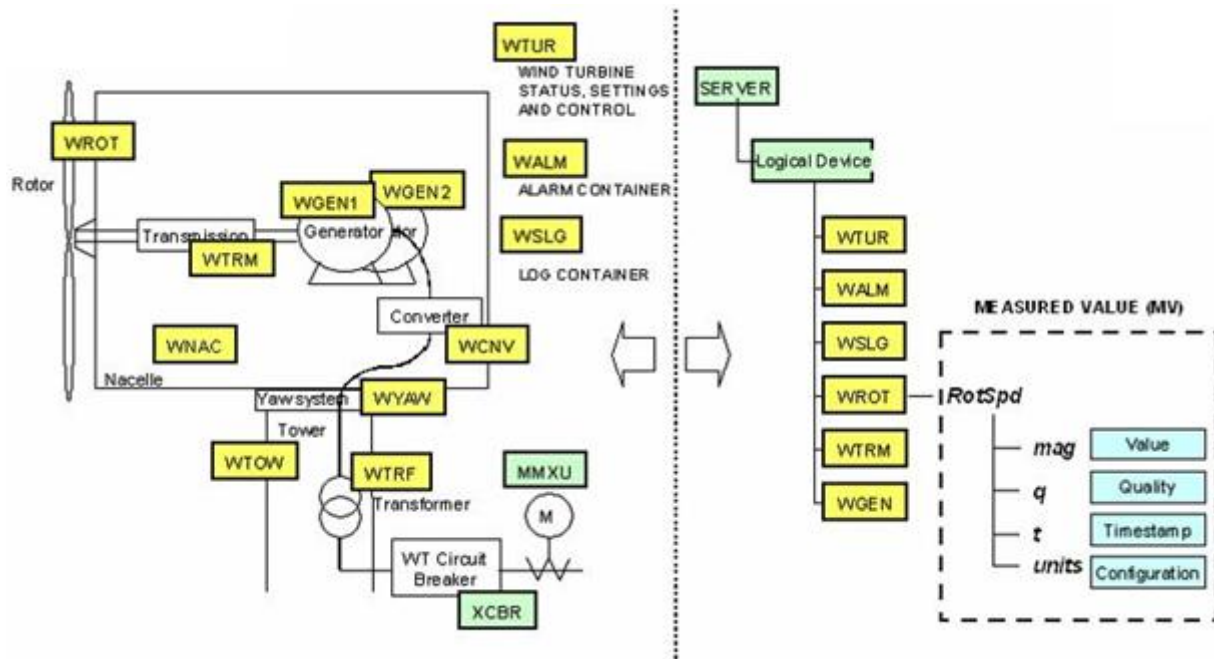 WTUR
WIND TURBINE
STATUS, SETTINGS
AND CONTROL
WROT
Rotor
WALM
ALARM CONTAINER
WGEN1
WGEN2
Generator
tor
Transmission
WTRM
WSLG
LOG CONTAINER
Converter
WCNV
WNAC
Nacelle
Yaw system
WYAW
Tower
WTOW
WTRF
Transformer
MMXU
M
WT Circuit
Breaker
XCBR
SERVER
Logical Device
WTUR
WALM
WSLG
WROT
WTRM
WGEN
MEASURED VALUE (MV)
RotSpd
mag
Value
q
Quality
t
Timestamp
units
Configuration